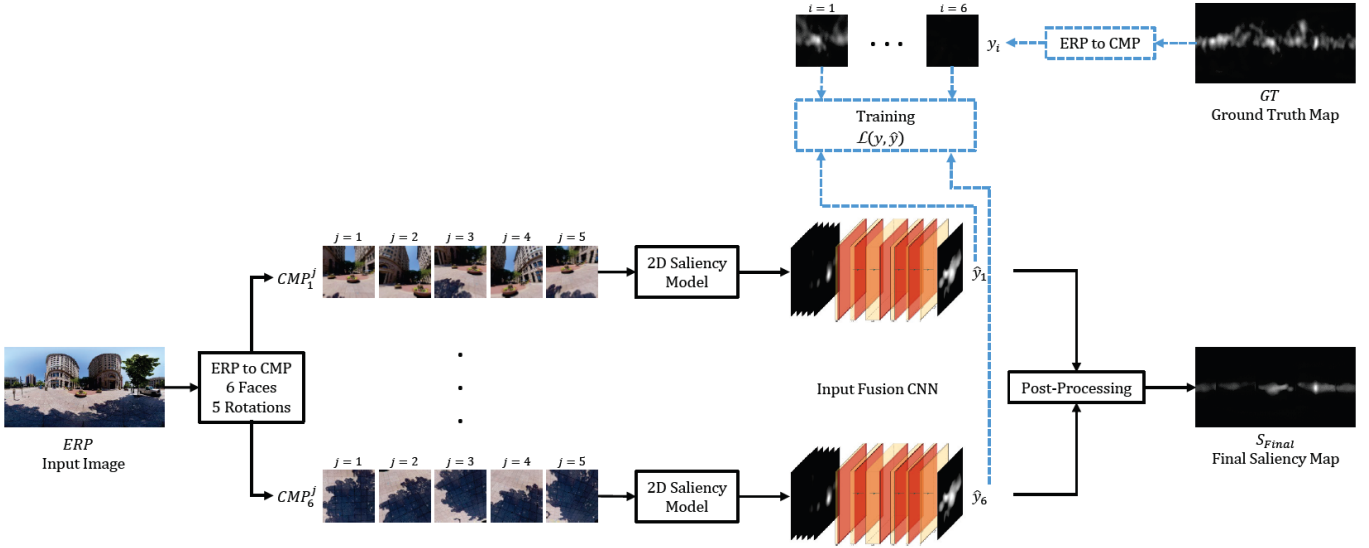 i = 1
i = 6
y_i
ERP to CMP
GT
Ground Truth Map
Training
ℒ(y, ŷ)
j = 1
j = 2
j = 3
j = 4
j = 5
CMP_1^j
2D Saliency
Model
ŷ_1
ERP to CMP
6 Faces
5 Rotations
ERP
Input Image
Input Fusion CNN
Post-Processing
S_Final
Final Saliency Map
j = 1
j = 2
j = 3
j = 4
j = 5
CMP_6^j
2D Saliency
Model
ŷ_6